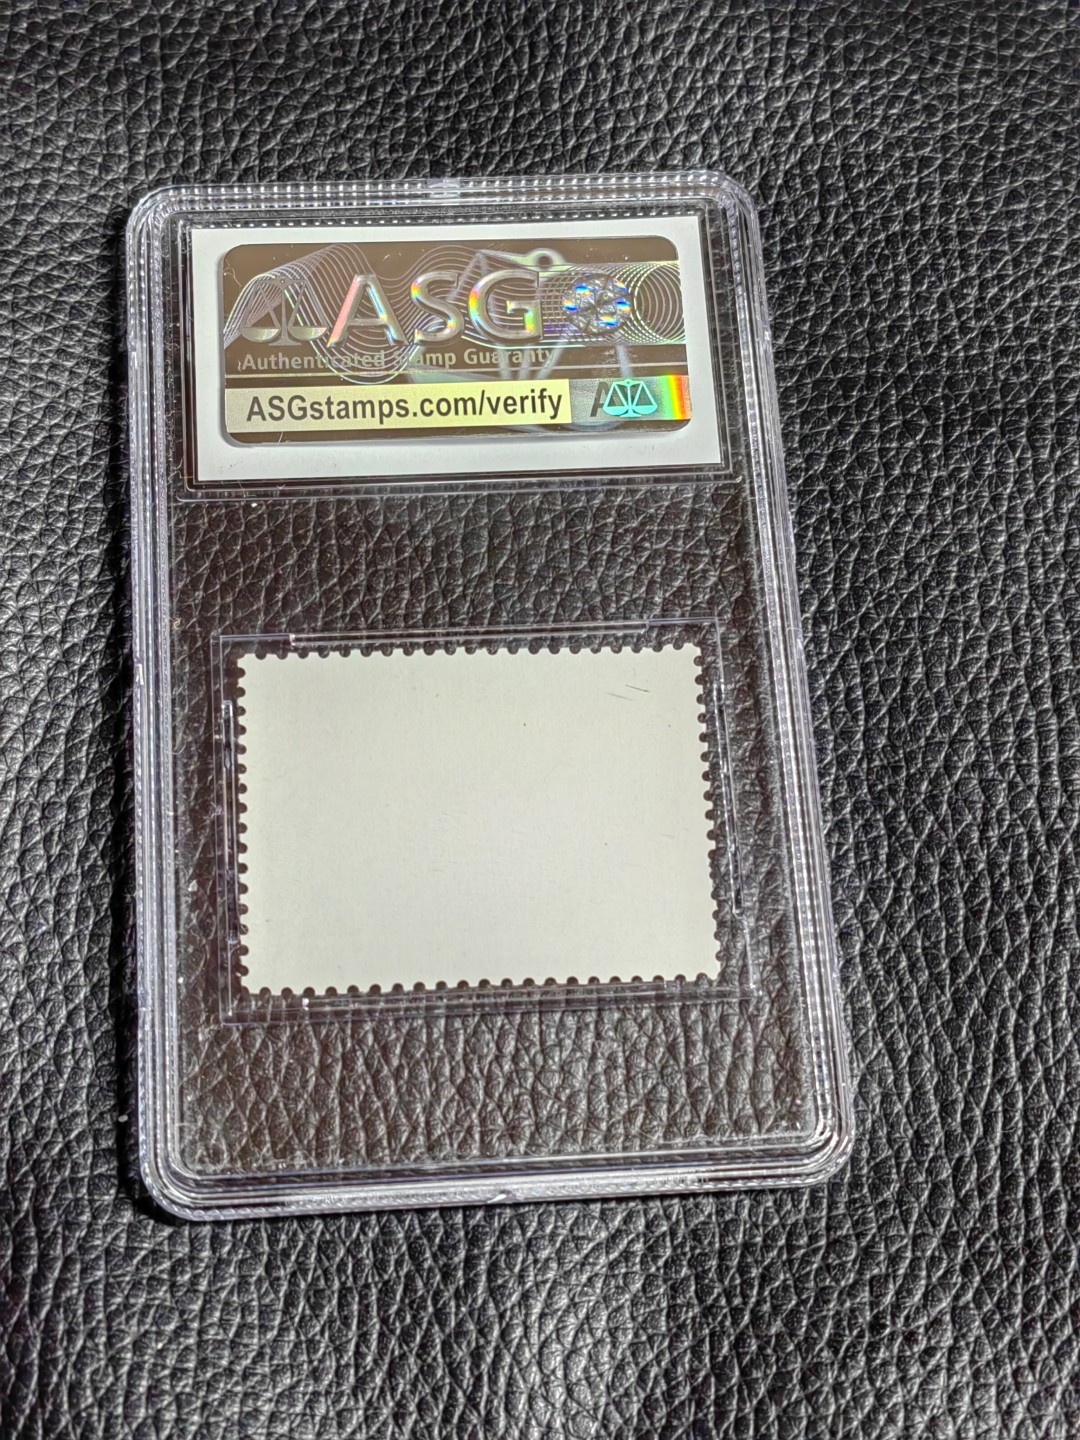 ASG
Authenticated Stamp Guaranty
ASGstamps.com/verify
A